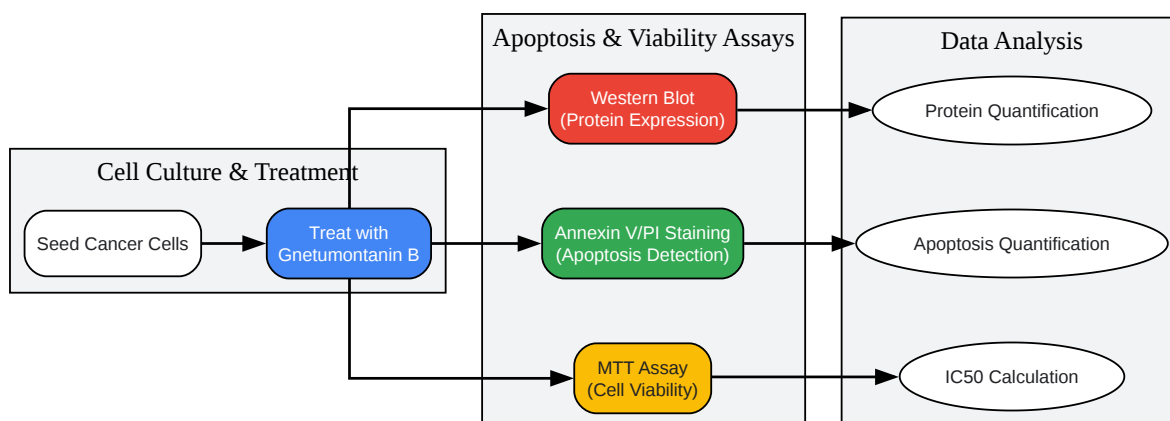 Cell Culture & Treatment
Seed Cancer Cells
Treat with
Gnetumontanin B
Apoptosis & Viability Assays
Western Blot
(Protein Expression)
Annexin V/PI Staining
(Apoptosis Detection)
MTT Assay
(Cell Viability)
Data Analysis
Protein Quantification
Apoptosis Quantification
IC50 Calculation